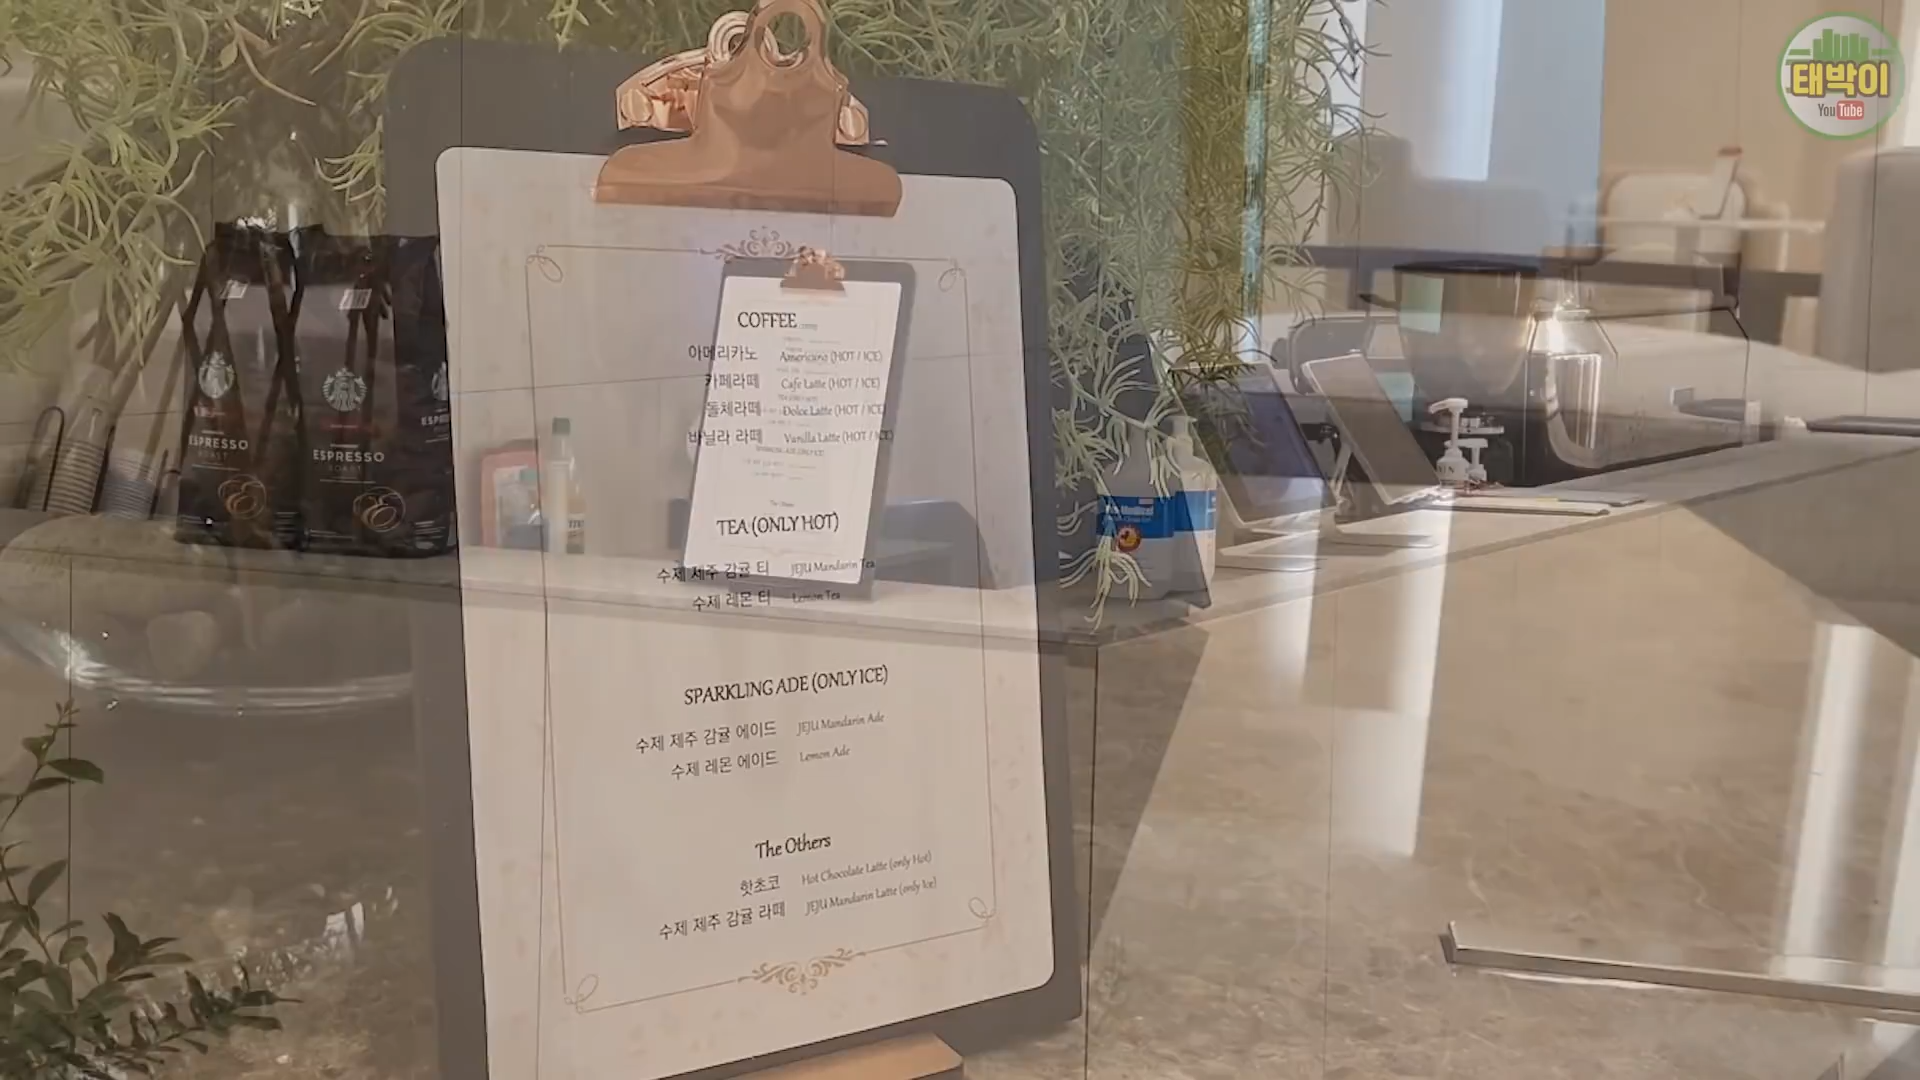 태박이
YouTube
COFFEE
아메리카노 Americano (HOT / ICE)
카페라떼 Cafe Latte (HOT / ICE)
돌체라떼 Dolce Latte (HOT / ICE)
바닐라 라떼 Vanilla Latte (HOT / ICE)
TEA (ONLY HOT)
수제 제주 감귤 티 JEJU Mandarin Tea
수제 레몬 티 Lemon Tea
SPARKLING ADE (ONLY ICE)
수제 제주 감귤 에이드 JEJU Mandarin Ade
수제 레몬 에이드 Lemon Ade
The Others
핫초코 Hot Chocolate Latte (only Hot)
수제 제주 감귤 라떼 JEJU Mandarin Latte (only Ice)
ESPRESSO
ROAST
ESPRESSO
ROAST